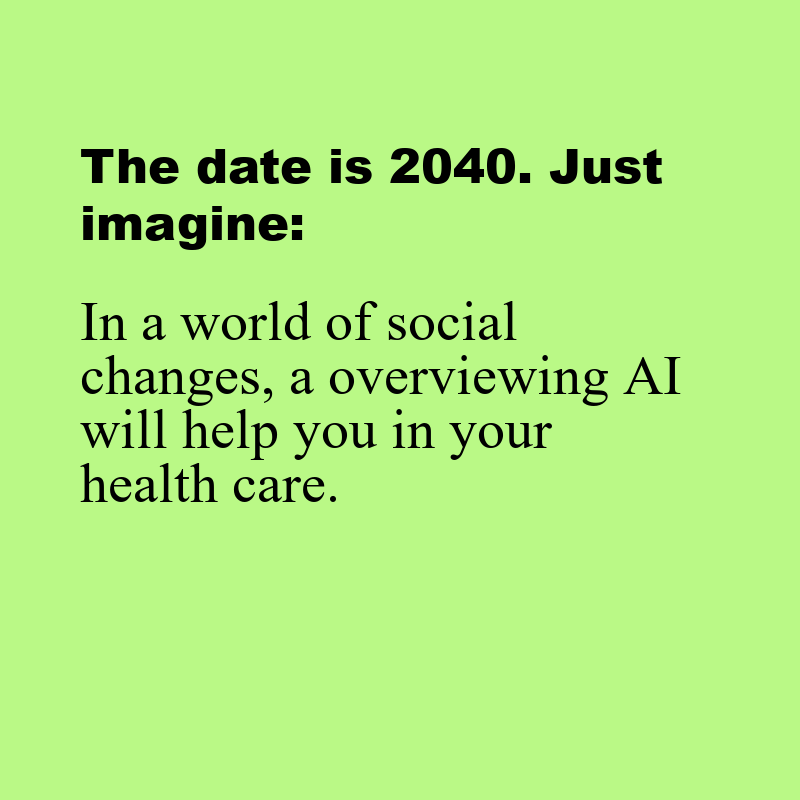 The date is 2040. Just
imagine:
In a world of social
changes, a overviewing AI
will help you in your
health care.